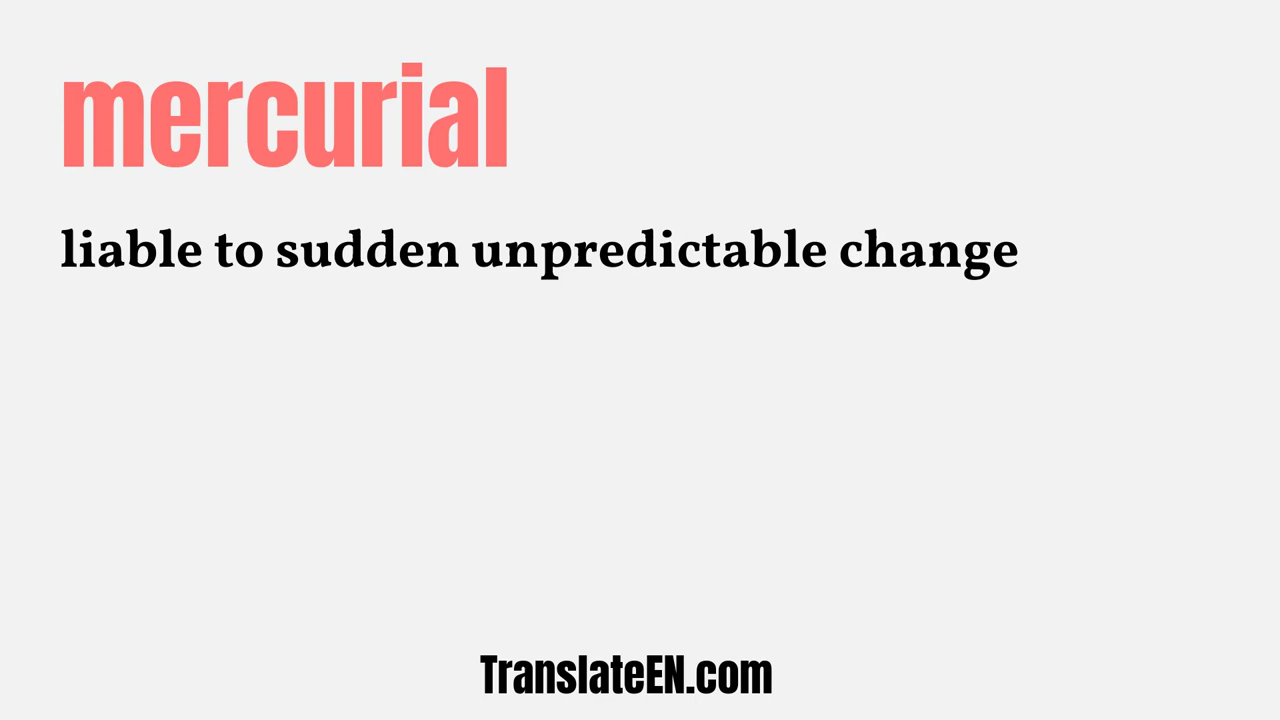 mercurial
liable to sudden unpredictable change
TranslateEN.com